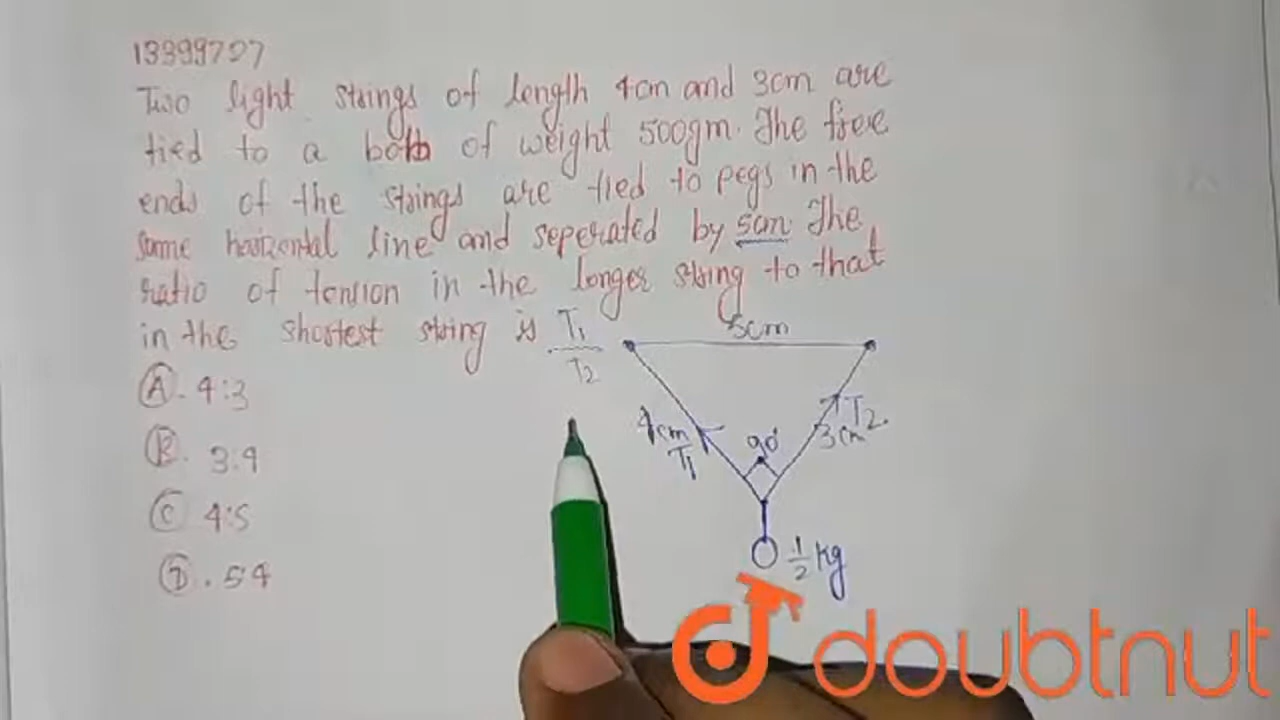 13399707
Two light strings of length 4cm and 3cm are
tied to a bob of weight 500gm. The free
ends of the strings are tied to pegs in the
same horizontal line and seperated by 5cm. The
ratio of tension in the longer string to that
in the shortest string is T1/T2
5cm
(A). 4:3
(B). 3:4
(C) 4:5
(D). 5:4
4cm
T1
90°
T2
3cm
1/2 kg
doubtnut